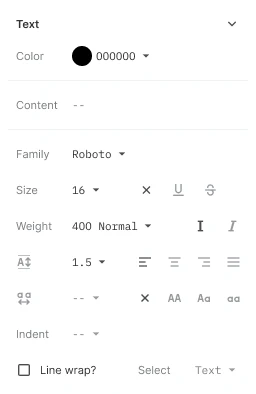 Text
Color 000000
Content --
Family Roboto
Size 16 U S
Weight 400 Normal I I
A 1.5
aa -- AA Aa aa
Indent --
Line wrap? Select Text